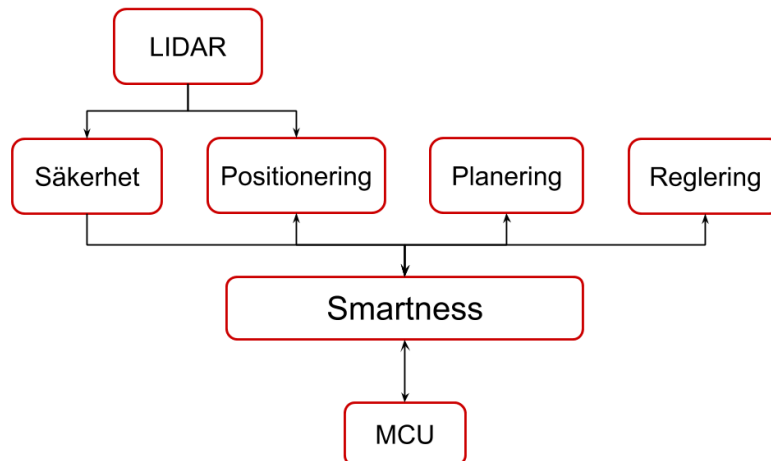 LIDAR
Säkerhet
Positionering
Planering
Reglering
Smartness
MCU